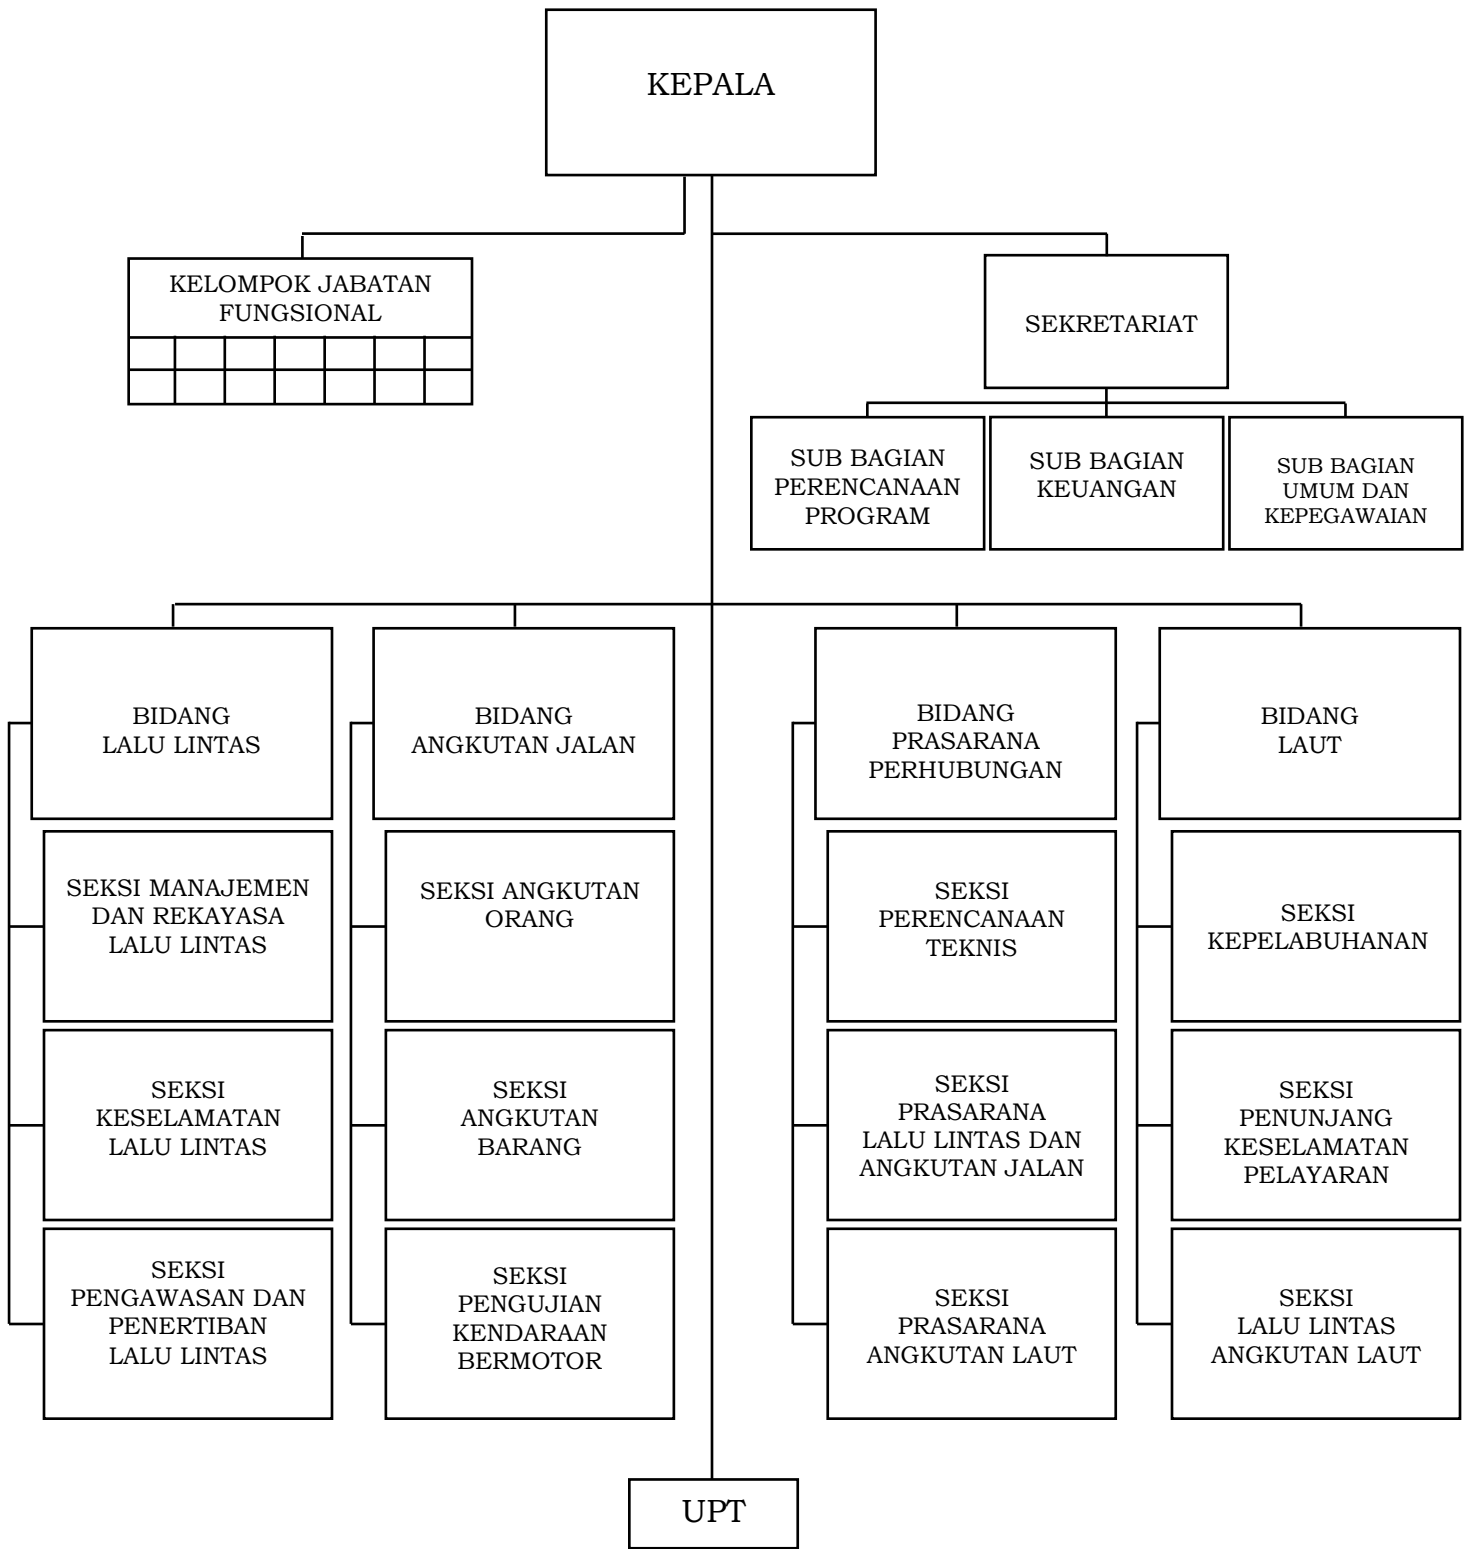 KEPALA
KELOMPOK JABATAN
FUNGSIONAL
SEKRETARIAT
SUB BAGIAN
PERENCANAAN
PROGRAM
SUB BAGIAN
KEUANGAN
SUB BAGIAN
UMUM DAN
KEPEGAWAIAN
BIDANG
LALU LINTAS
BIDANG
ANGKUTAN JALAN
BIDANG
PRASARANA
PERHUBUNGAN
BIDANG
LAUT
SEKSI MANAJEMEN
DAN REKAYASA
LALU LINTAS
SEKSI ANGKUTAN
ORANG
SEKSI
PERENCANAAN
TEKNIS
SEKSI
KEPELABUHANAN
SEKSI
KESELAMATAN
LALU LINTAS
SEKSI
ANGKUTAN
BARANG
SEKSI
PRASARANA
LALU LINTAS DAN
ANGKUTAN JALAN
SEKSI
PENUNJANG
KESELAMATAN
PELAYARAN
SEKSI
PENGAWASAN DAN
PENERTIBAN
LALU LINTAS
SEKSI
PENGUJIAN
KENDARAAN
BERMOTOR
SEKSI
PRASARANA
ANGKUTAN LAUT
SEKSI
LALU LINTAS
ANGKUTAN LAUT
UPT